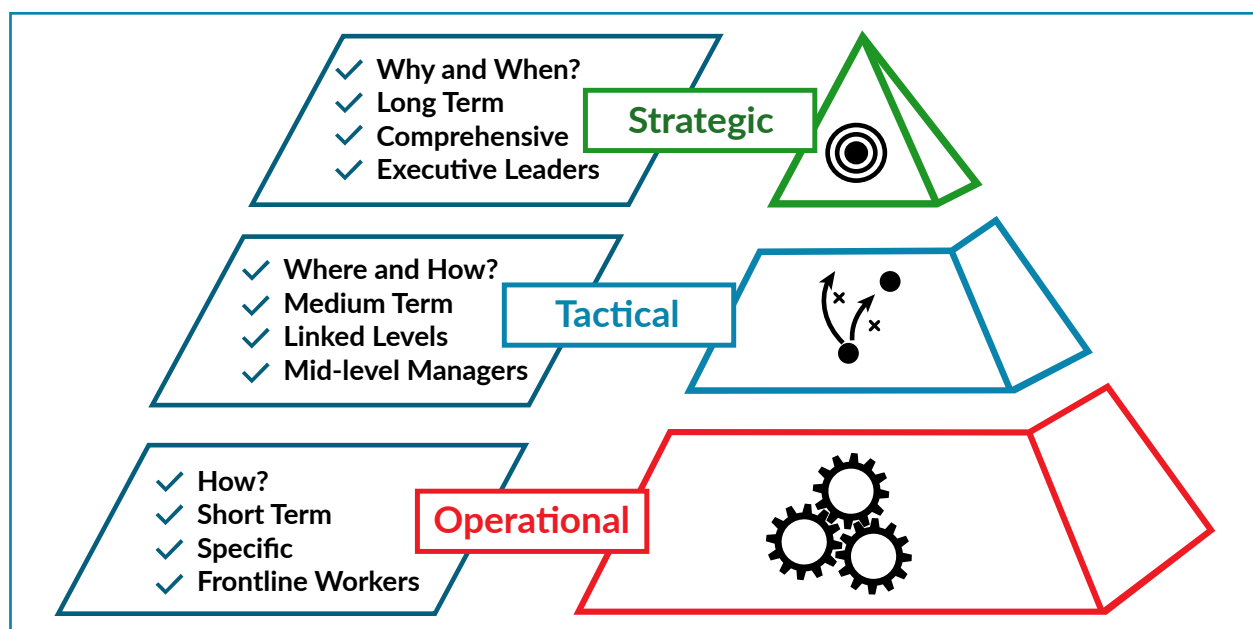 Why and When?
Long Term
Comprehensive
Executive Leaders
Strategic
Where and How?
Medium Term
Linked Levels
Mid-level Managers
Tactical
How?
Short Term
Specific
Frontline Workers
Operational